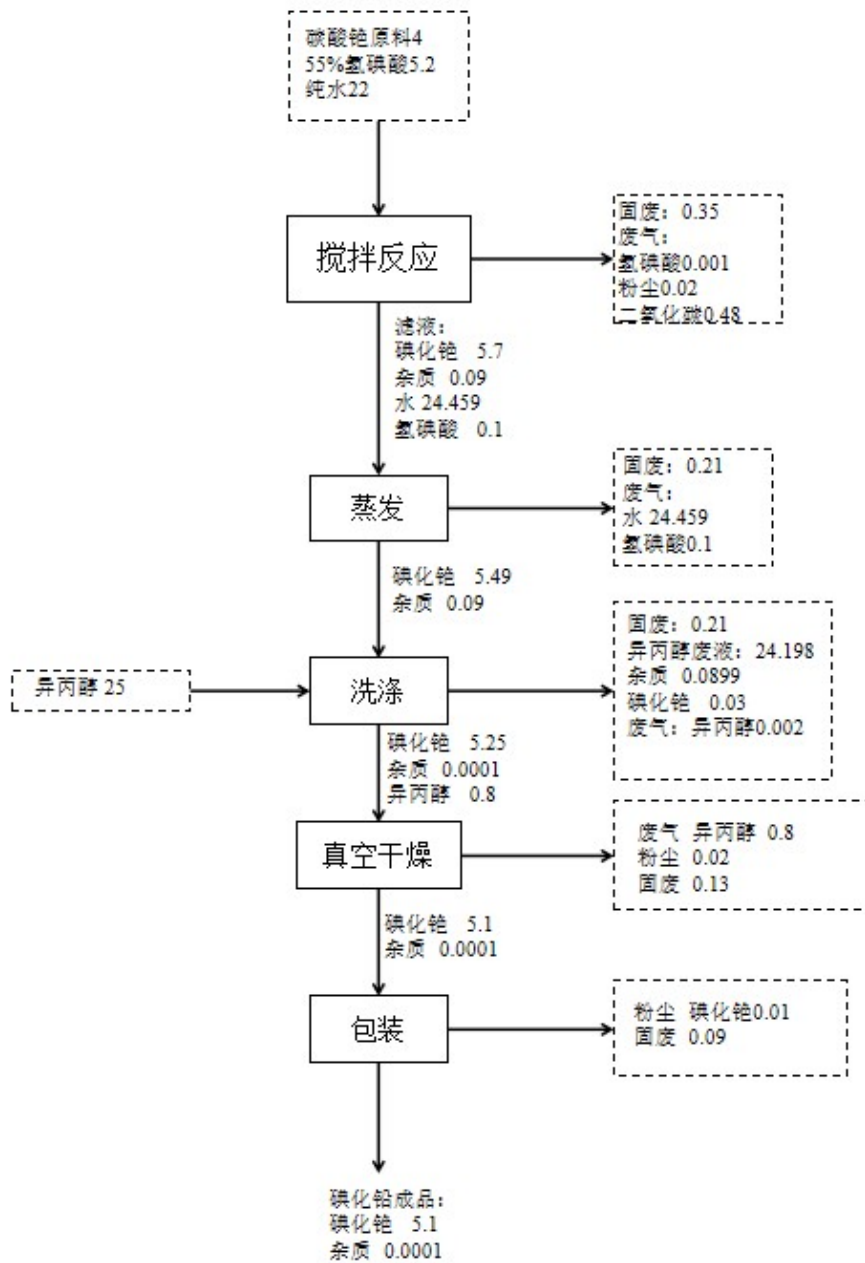 碳酸铯原料4
55%氢碘酸5.2
纯水22
搅拌反应
固废：0.35
废气：
氢碘酸0.001
粉尘0.02
二氧化碳0.48
滤液：
碘化铯 5.7
杂质 0.09
水 24.459
氢碘酸 0.1
蒸发
固废：0.21
废气：
水 24.459
氢碘酸0.1
碘化铯 5.49
杂质 0.09
异丙醇 25
洗涤
固废：0.21
异丙醇废液：24.198
杂质 0.0899
碘化铯 0.03
废气：异丙醇0.002
碘化铯 5.25
杂质 0.0001
异丙醇 0.8
真空干燥
废气 异丙醇 0.8
粉尘 0.02
固废 0.13
碘化铯 5.1
杂质 0.0001
包装
粉尘 碘化铯0.01
固废 0.09
碘化铅成品：
碘化铯 5.1
杂质 0.0001